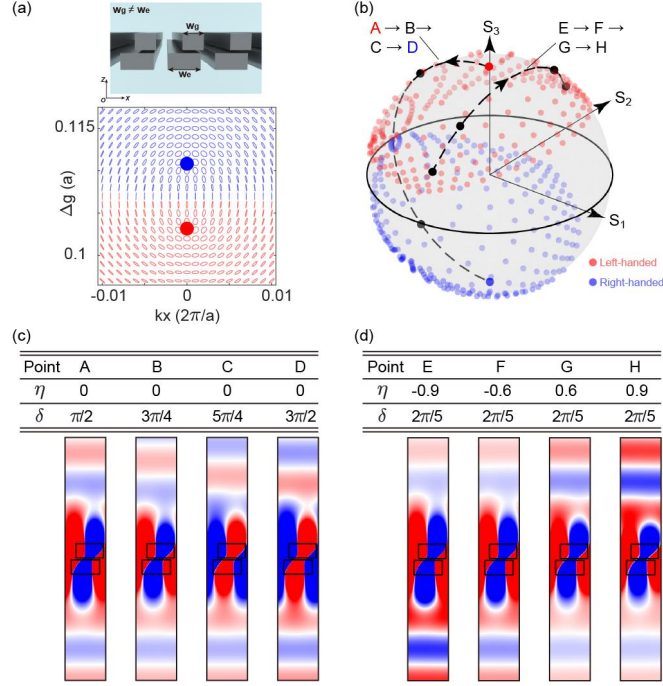 (a)
wg ≠ we
wg
we
z
o
x
0.115
0.1
Δg (a)
-0.01
0
0.01
kx (2π/a)
(b)
A → B →
C → D
S3
E → F →
G → H
S2
S1
Left-handed
Right-handed
(c)
Point A B C D
η 0 0 0 0
δ π/2 3π/4 5π/4 3π/2
(d)
Point E F G H
η -0.9 -0.6 0.6 0.9
δ 2π/5 2π/5 2π/5 2π/5